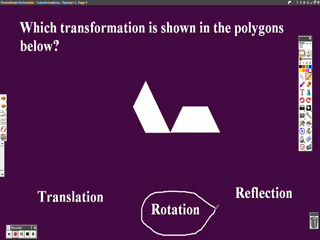 Which transformation is shown in the polygons
below?
Translation
Rotation
Reflection